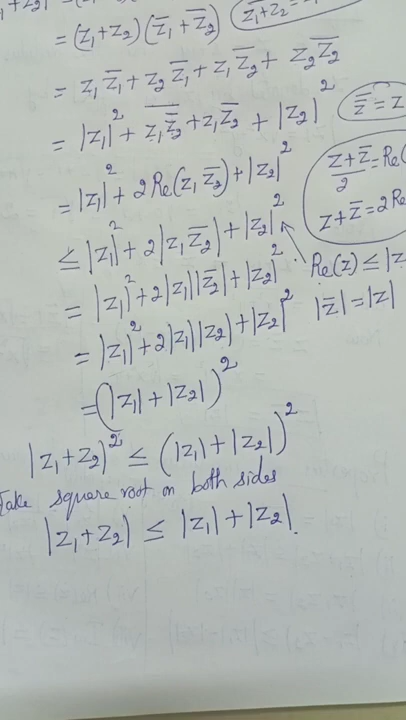 = (z₁+z₂) (z̅₁ + z̅₂)
= z₁z̅₁ + z₂z̅₁ + z₁z̅₂ + z₂z̅₂
= |z₁|² + \overline{z₁z̅₂} + z₁z̅₂ + |z₂|²
= |z₁|² + 2Re(z₁z̅₂) + |z₂|²
(z+z̅)/2 = Re(
z+z̅ = 2Re
≤ |z₁|² + 2|z₁z̅₂| + |z₂|²
Re(z) ≤ |z
= |z₁|² + 2|z₁||z̅₂| + |z₂|²
|z̅| = |z|
= |z₁|² + 2|z₁||z₂| + |z₂|²
= (|z₁| + |z₂|)²
|z₁+z₂|² ≤ (|z₁| + |z₂|)²
Take square root on both sides
|z₁+z₂| ≤ |z₁| + |z₂|.